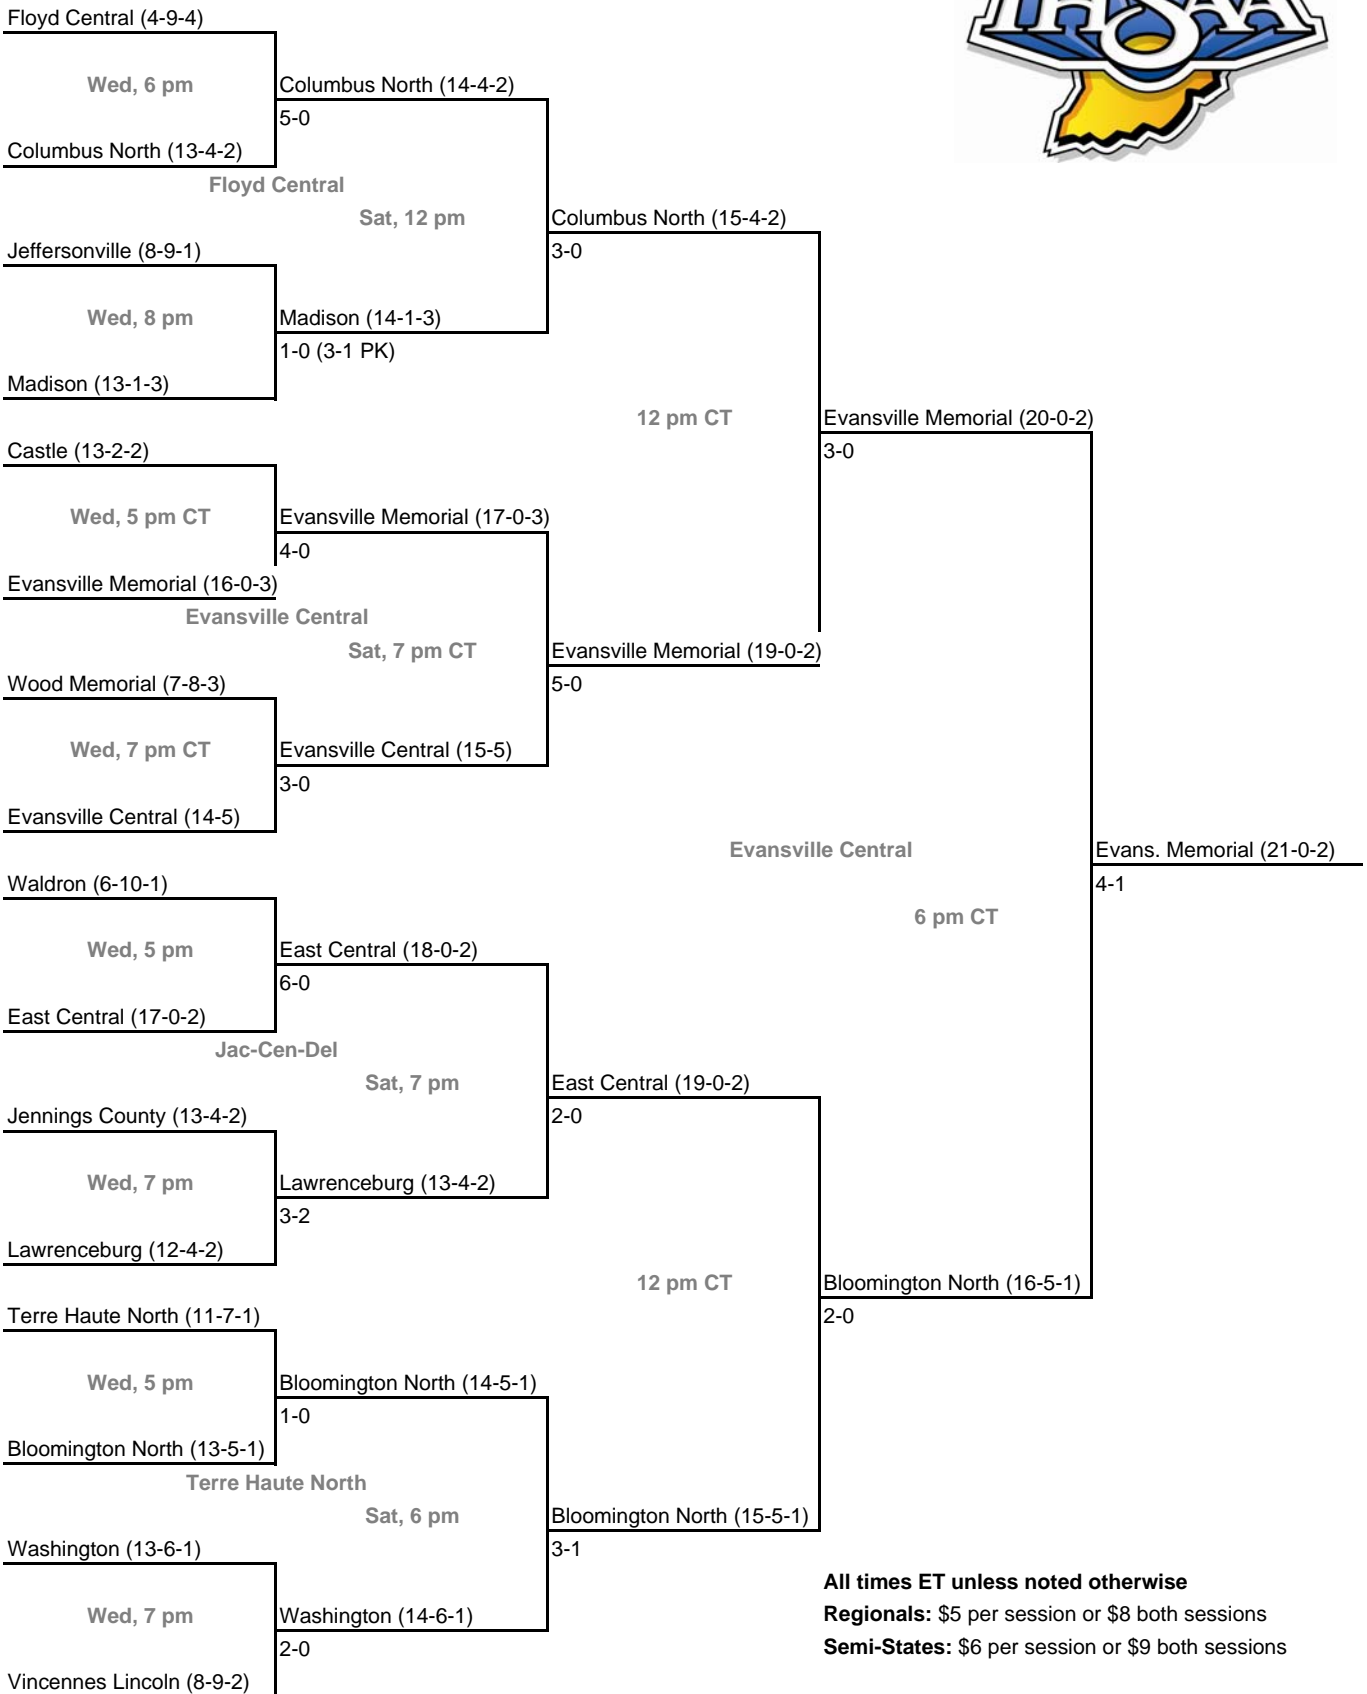 IHSAA
Floyd Central (4-9-4)
Wed, 6 pm
Columbus North (14-4-2)
5-0
Columbus North (13-4-2)
Floyd Central
Sat, 12 pm
Columbus North (15-4-2)
3-0
Jeffersonville (8-9-1)
Wed, 8 pm
Madison (14-1-3)
1-0 (3-1 PK)
Madison (13-1-3)
12 pm CT
Evansville Memorial (20-0-2)
3-0
Castle (13-2-2)
Wed, 5 pm CT
Evansville Memorial (17-0-3)
4-0
Evansville Memorial (16-0-3)
Evansville Central
Sat, 7 pm CT
Evansville Memorial (19-0-2)
5-0
Wood Memorial (7-8-3)
Wed, 7 pm CT
Evansville Central (15-5)
3-0
Evansville Central (14-5)
Evansville Central
Evans. Memorial (21-0-2)
4-1
6 pm CT
Waldron (6-10-1)
Wed, 5 pm
East Central (18-0-2)
6-0
East Central (17-0-2)
Jac-Cen-Del
Sat, 7 pm
East Central (19-0-2)
2-0
Jennings County (13-4-2)
Wed, 7 pm
Lawrenceburg (13-4-2)
3-2
Lawrenceburg (12-4-2)
12 pm CT
Bloomington North (16-5-1)
2-0
Terre Haute North (11-7-1)
Wed, 5 pm
Bloomington North (14-5-1)
1-0
Bloomington North (13-5-1)
Terre Haute North
Sat, 6 pm
Bloomington North (15-5-1)
3-1
Washington (13-6-1)
Wed, 7 pm
Washington (14-6-1)
2-0
Vincennes Lincoln (8-9-2)
All times ET unless noted otherwise
Regionals: $5 per session or $8 both sessions
Semi-States: $6 per session or $9 both sessions